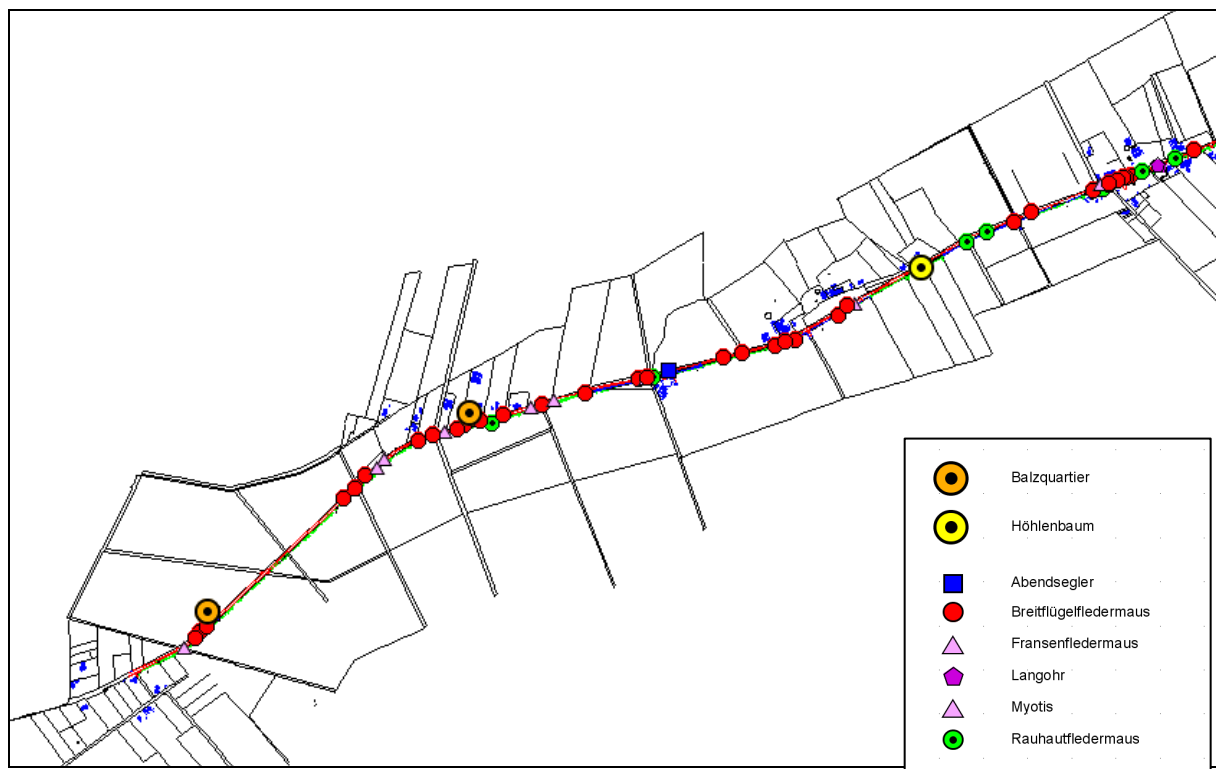 Balzquartier
Höhlenbaum
Abendsegler
Breitflügelfledermaus
Fransenfledermaus
Langohr
Myotis
Rauhautfledermaus